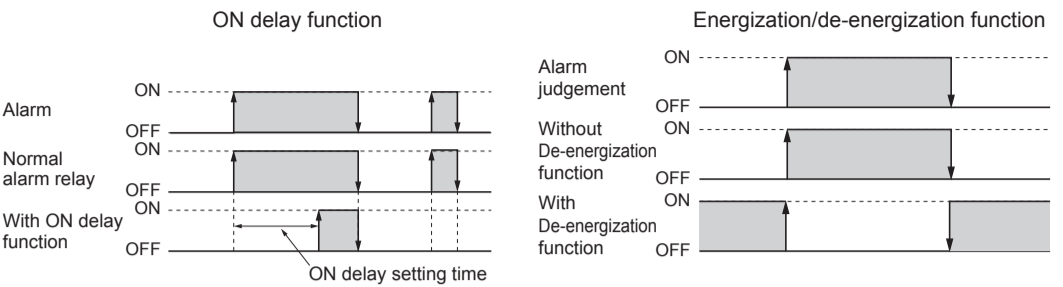 ON delay function
Alarm
ON
OFF
Normal
alarm relay
ON
OFF
With ON delay
function
ON
OFF
ON delay setting time
Energization/de-energization function
Alarm
judgement
ON
OFF
Without
De-energization
function
ON
OFF
With
De-energization
function
ON
OFF